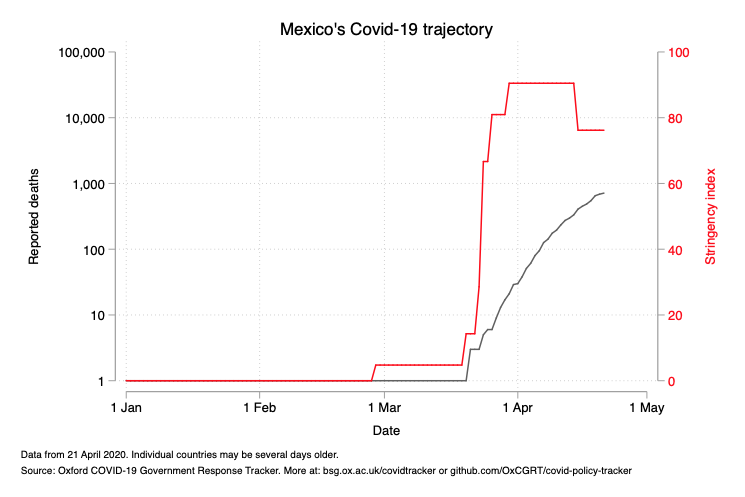 Mexico's Covid-19 trajectory
100,000
10,000
1,000
100
10
1
Reported deaths
100
80
60
40
20
0
Stringency index
1 Jan
1 Feb
1 Mar
1 Apr
1 May
Date
Data from 21 April 2020. Individual countries may be several days older.
Source: Oxford COVID-19 Government Response Tracker. More at: bsg.ox.ac.uk/covidtracker or github.com/OxCGRT/covid-policy-tracker